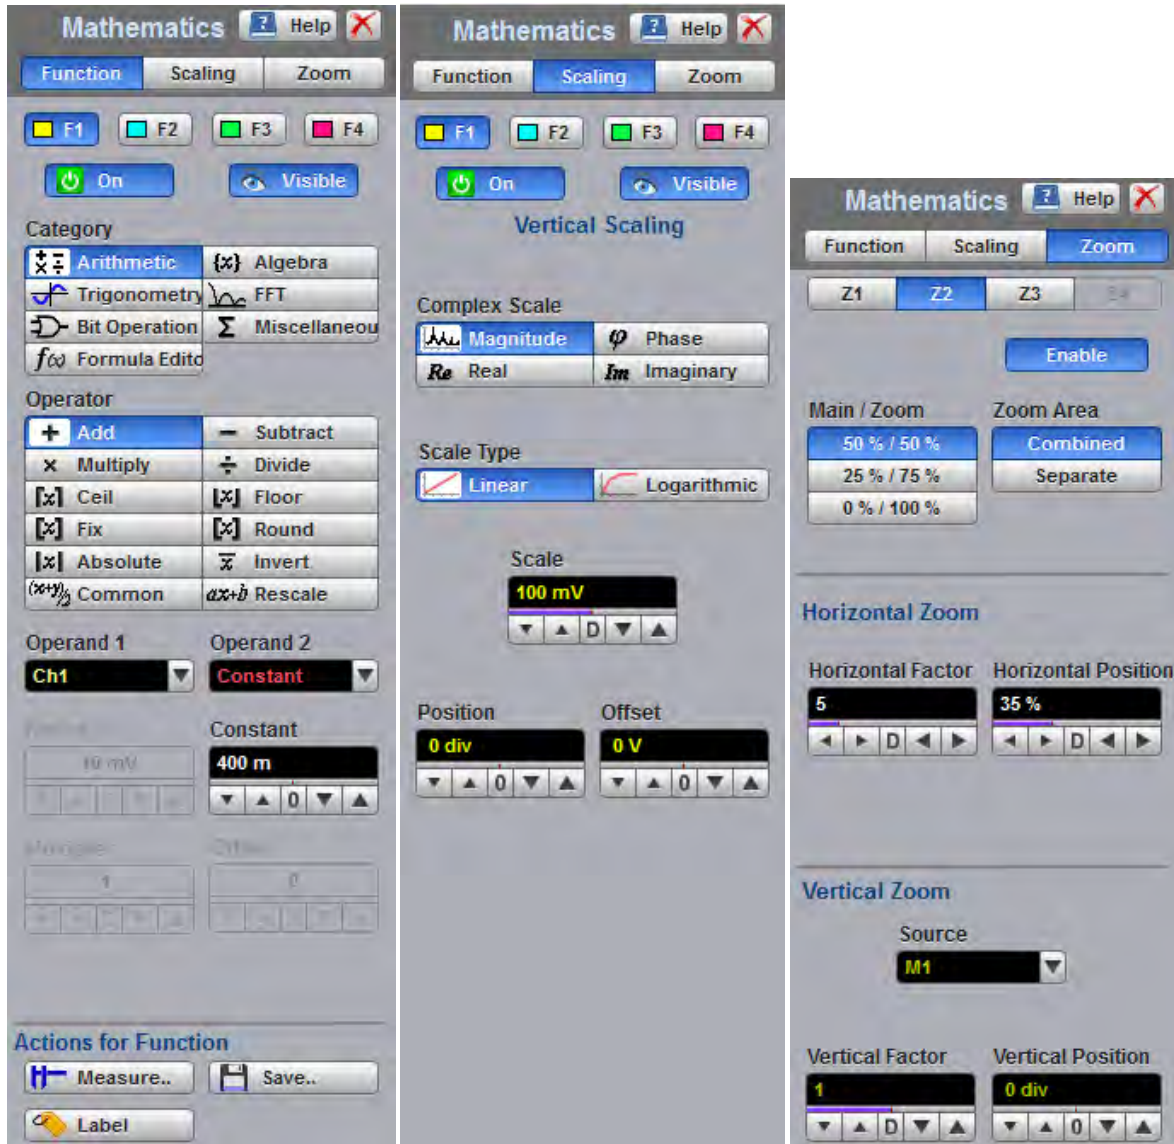 Mathematics ? Help
Function Scaling Zoom
F1 F2 F3 F4
On Visible
Category
Arithmetic {x} Algebra
Trigonometry FFT
Bit Operation Σ Miscellaneou
f(x) Formula Edito
Operator
+ Add − Subtract
× Multiply ÷ Divide
⌈x⌉ Ceil ⌊x⌋ Floor
[x] Fix [x] Round
|x| Absolute x̅ Invert
(x+y)/2 Common ax+b Rescale
Operand 1 Operand 2
Ch1 Constant
Constant
10 mV 400 m
0
1 0
Actions for Function
Measure.. Save..
Label
Mathematics ? Help
Function Scaling Zoom
F1 F2 F3 F4
On Visible
Vertical Scaling
Complex Scale
Magnitude φ Phase
Re Real Im Imaginary
Scale Type
Linear Logarithmic
Scale
100 mV
D
Position Offset
0 div 0 V
0 0
Mathematics ? Help
Function Scaling Zoom
Z1 Z2 Z3
Enable
Main / Zoom Zoom Area
50 % / 50 % Combined
25 % / 75 % Separate
0 % / 100 %
Horizontal Zoom
Horizontal Factor Horizontal Position
5 35 %
D D
Vertical Zoom
Source
M1
Vertical Factor Vertical Position
1 0 div
D 0